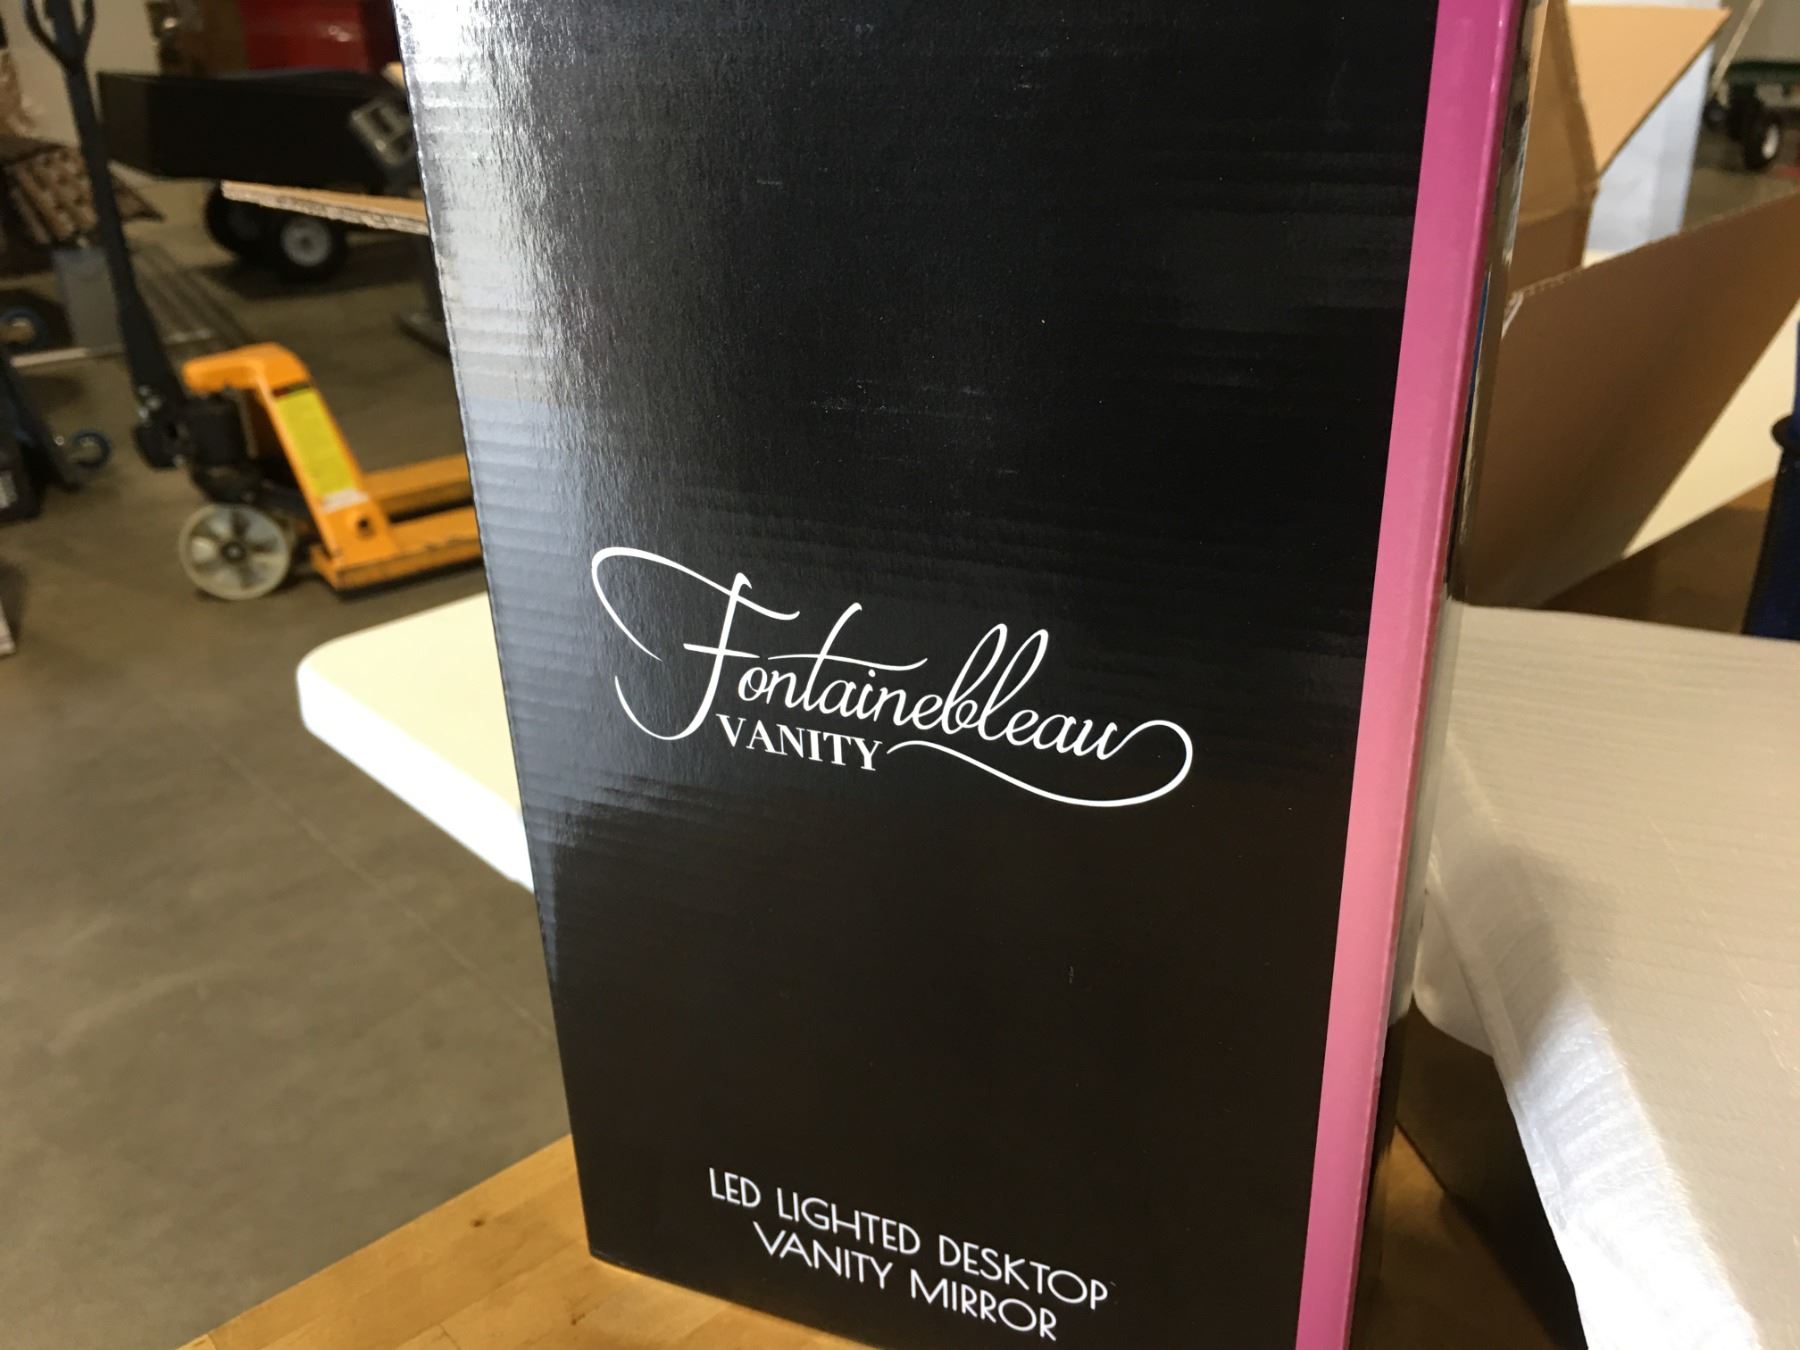 Fontainebleau
VANITY
LED LIGHTED DESKTOP
VANITY MIRROR